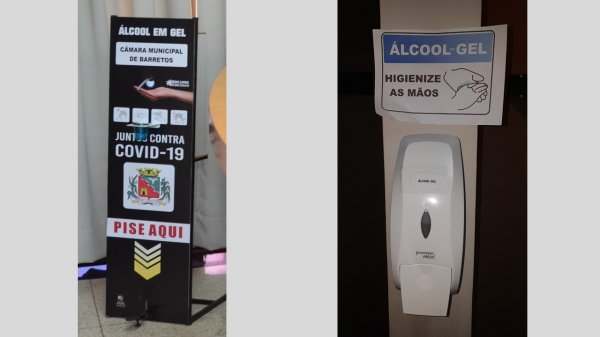 ÁLCOOL EM GEL
CÂMARA MUNICIPAL
DE BARRETOS
JUNTOS CONTRA
COVID-19
PISE AQUI
ÁLCOOL-GEL
HIGIENIZE
AS MÃOS
ÁLCOOL GEL
premisse